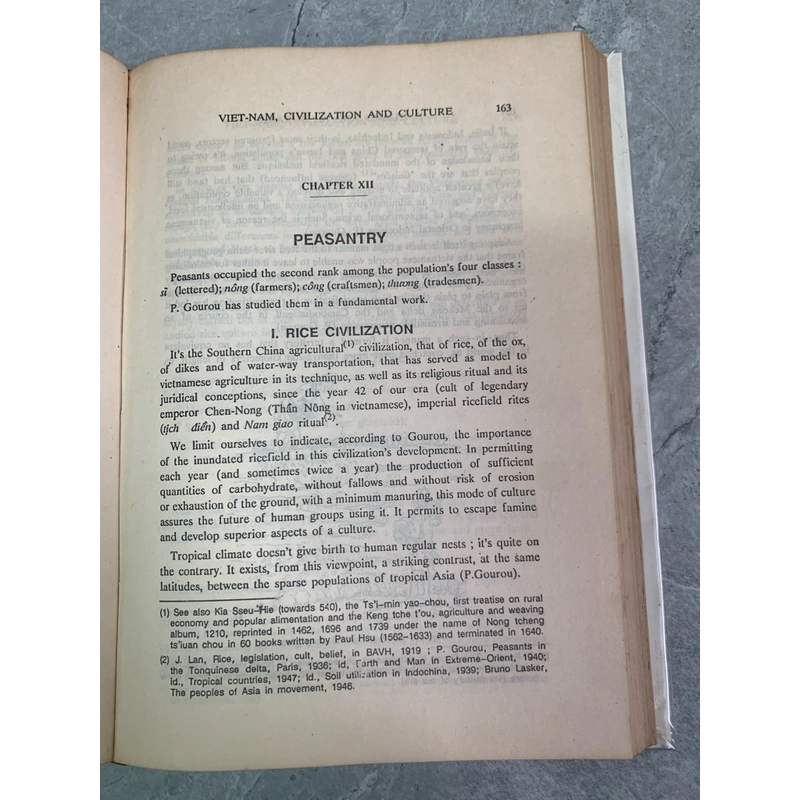 VIET-NAM, CIVILIZATION AND CULTURE 163
CHAPTER XII
PEASANTRY
Peasants occupied the second rank among the population's four classes :
sĩ (lettered); nông (farmers); công (craftsmen); thương (tradesmen).
P. Gourou has studied them in a fundamental work.
I. RICE CIVILIZATION
It's the Southern China agricultural(1) civilization, that of rice, of the ox,
of dikes and of water-way transportation, that has served as model to
vietnamese agriculture in its technique, as well as its religious ritual and its
juridical conceptions, since the year 42 of our era (cult of legendary
emperor Chen-Nong (Thần Nông in vietnamese), imperial ricefield rites
(tịch điền) and Nam giao ritual(2).
We limit ourselves to indicate, according to Gourou, the importance
of the inundated ricefield in this civilization's development. In permitting
each year (and sometimes twice a year) the production of sufficient
quantities of carbohydrate, without fallows and without risk of erosion
or exhaustion of the ground, with a minimum manuring, this mode of culture
assures the future of human groups using it. It permits to escape famine
and develop superior aspects of a culture.
Tropical climate doesn't give birth to human regular nests ; it's quite on
the contrary. It exists, from this viewpoint, a striking contrast, at the same
latitudes, between the sparse populations of tropical Asia (P.Gourou).
(1) See also Kia Sseu-Hie (towards 540), the Ts'i-min yao-chou, first treatise on rural
economy and popular alimentation and the Keng tche t'ou, agriculture and weaving
album, 1210, reprinted in 1462, 1696 and 1739 under the name of Nong tcheng
ts'iuan chou in 60 books written by Paul Hsu (1562-1633) and terminated in 1640.
(2) J. Lan, Rice, legislation, cult, belief, in BAVH, 1919 ; P. Gourou, Peasants in
the Tonquinese delta, Paris, 1936; id, Earth and Man in Extreme-Orient, 1940;
id., Tropical countries, 1947; Id., Soil utilization in Indochina, 1939; Bruno Lasker,
The peoples of Asia in movement, 1946.